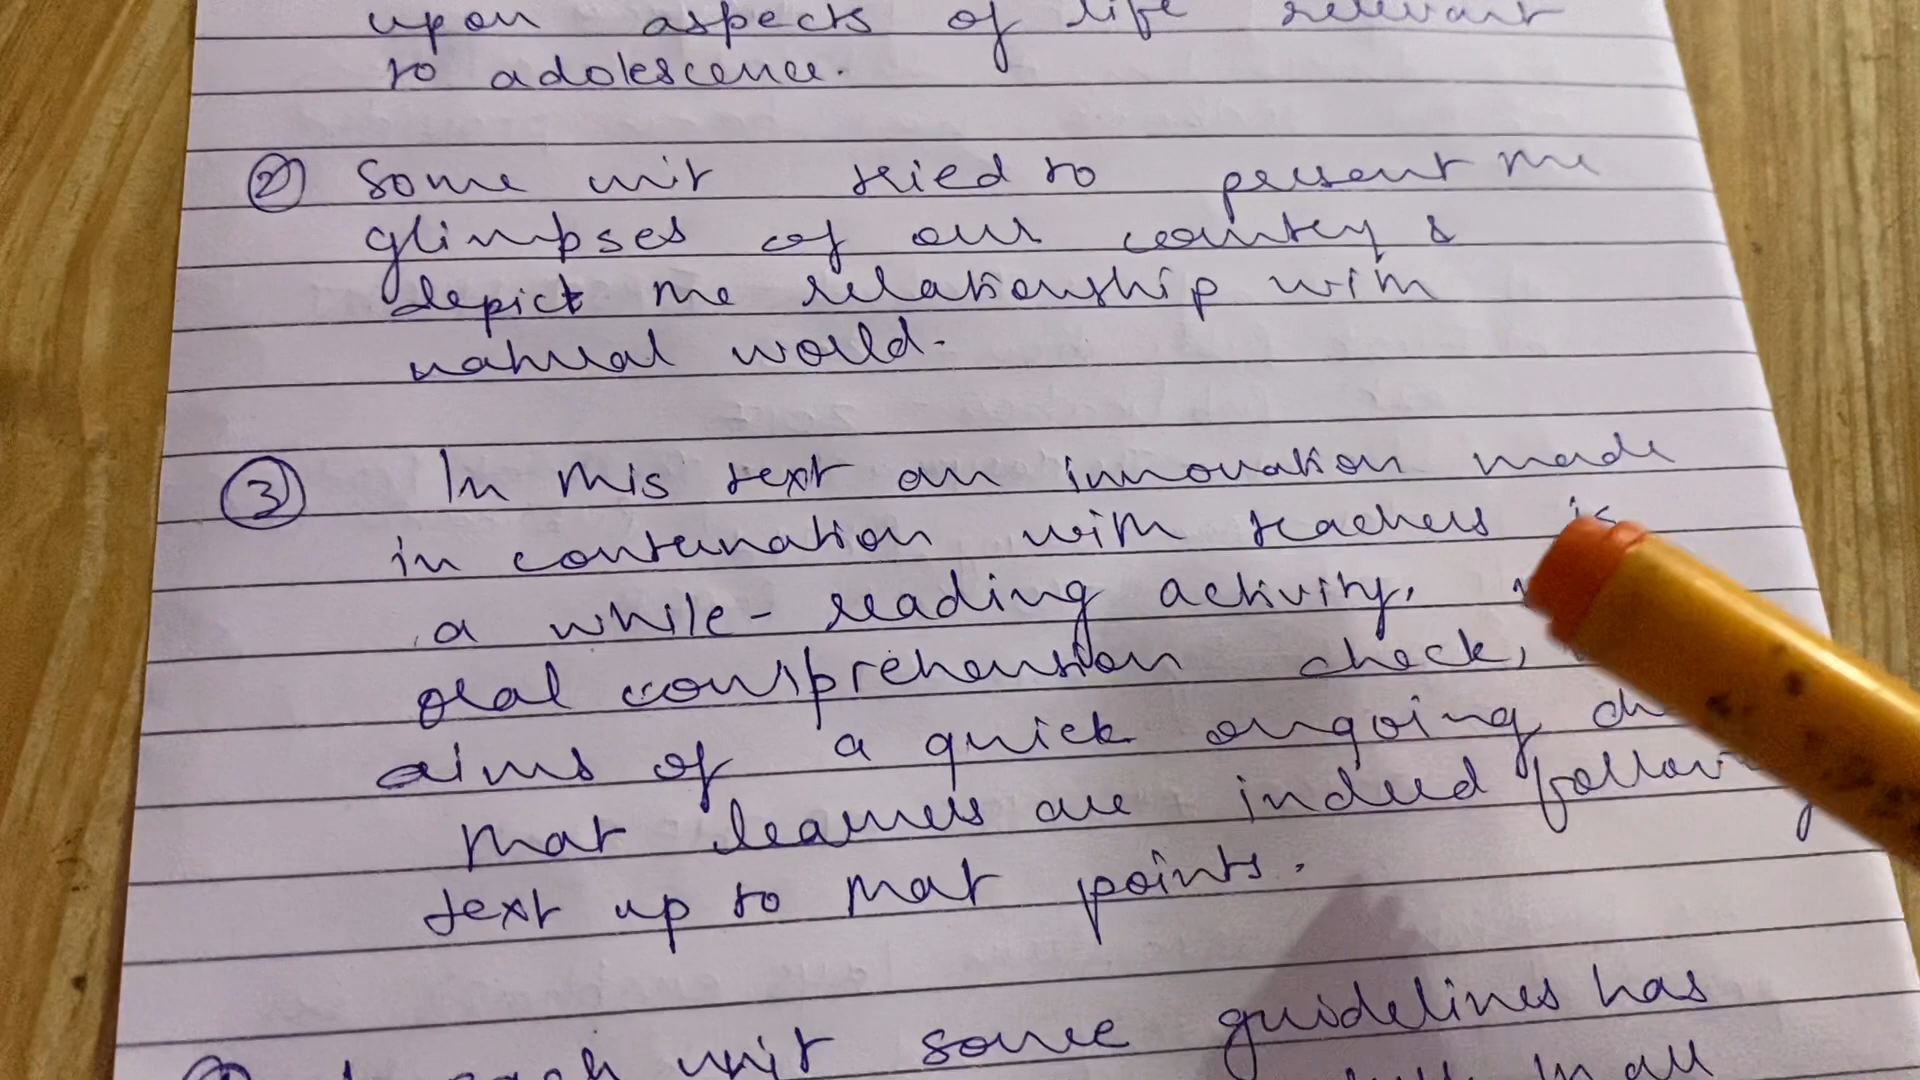 upon aspects of life relevant
to adolescence.
② Some unit tried to present the
glimpses of our country &
depict the relationship with
natural world.
③ In this text an innovation made
in with teachers is
a while-reading activity,
oral comprehension check,
aims of a quick ongoing
that learners are indeed
text up to that points.
unit some guidelines has
in all